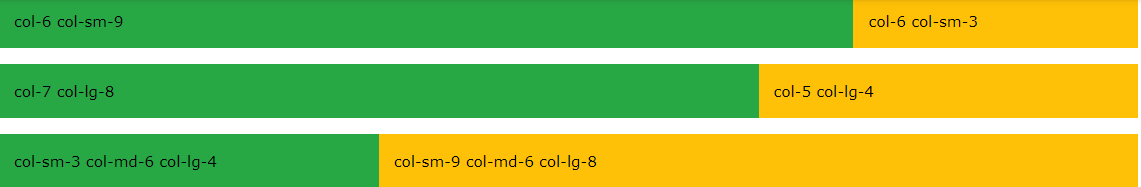 col-6 col-sm-9
col-6 col-sm-3
col-7 col-lg-8
col-5 col-lg-4
col-sm-3 col-md-6 col-lg-4
col-sm-9 col-md-6 col-lg-8